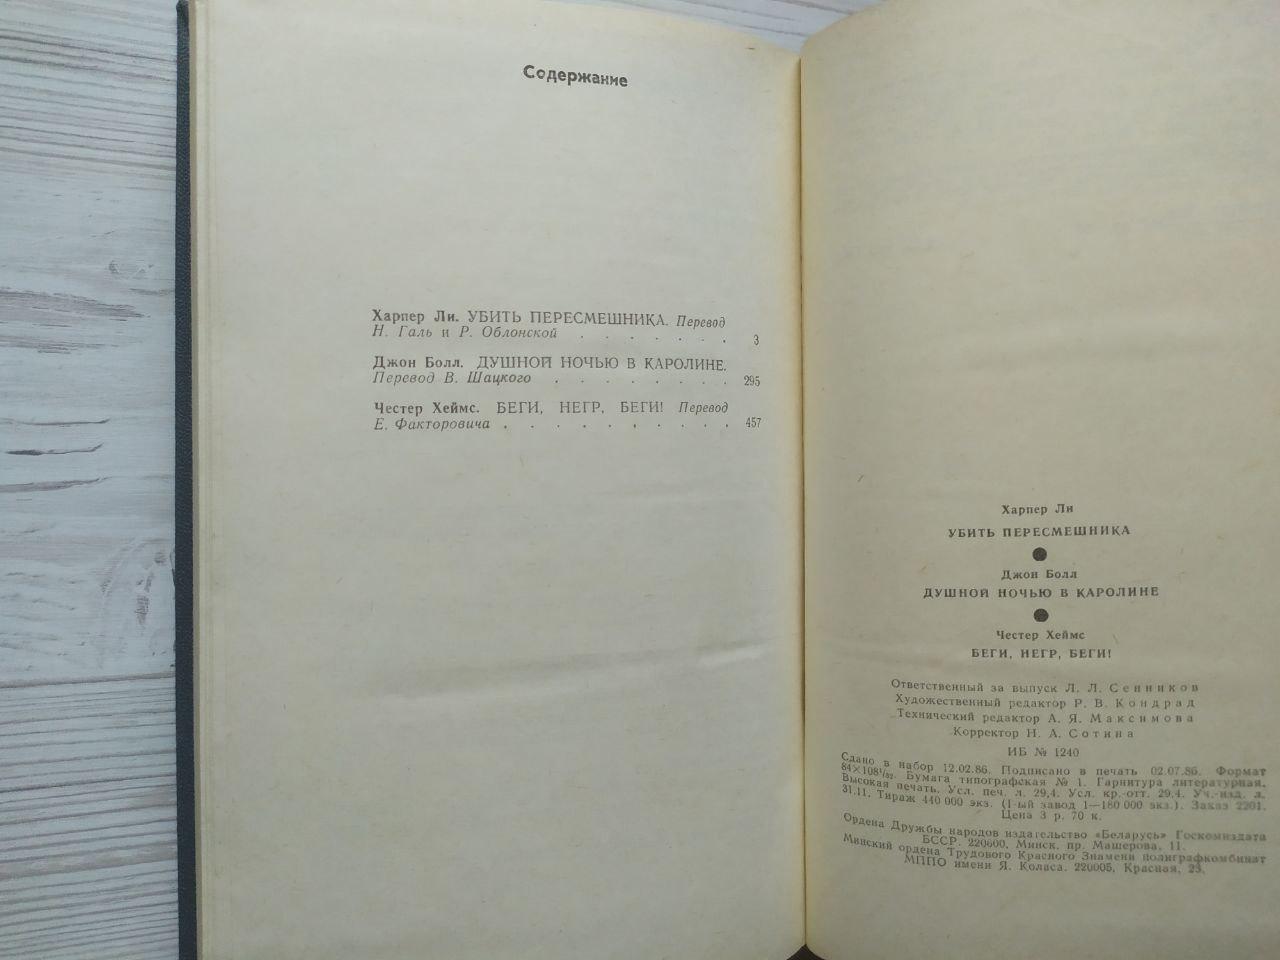 Содержание
Харпер Ли. УБИТЬ ПЕРЕСМЕШНИКА. Перевод
Н. Галь и Р. Облонской . . . . . . . 3
Джон Болл. ДУШНОЙ НОЧЬЮ В КАРОЛИНЕ.
Перевод В. Шацкого . . . . . . . . 295
Честер Хеймс. БЕГИ, НЕГР, БЕГИ! Перевод
Е. Факторовича . . . . . . . . . . 457
Харпер Ли
УБИТЬ ПЕРЕСМЕШНИКА
Джон Болл
ДУШНОЙ НОЧЬЮ В КАРОЛИНЕ
Честер Хеймс
БЕГИ, НЕГР, БЕГИ!
Ответственный за выпуск Л. Л. Сенников
Художественный редактор Р. В. Кондрад
Технический редактор А. Я. Максимова
Корректор Н. А. Сотина
ИБ № 1240
Сдано в набор 12.02.86. Подписано в печать 02.07.86. Формат
84×108¹/₃₂. Бумага типографская № 1. Гарнитура литературная.
Высокая печать. Усл. печ. л. 29,4. Усл. кр.-отт. 29,4. Уч.-изд. л.
31,11. Тираж 440 000 экз. (1-ый завод 1—180 000 экз.). Заказ 2201.
Цена 3 р. 70 к.
Ордена Дружбы народов издательство «Беларусь» Госкомиздата
БССР. 220600, Минск, пр. Машерова, 11.
Минский ордена Трудового Красного Знамени полиграфкомбинат
МППО имени Я. Коласа. 220005, Красная, 23.